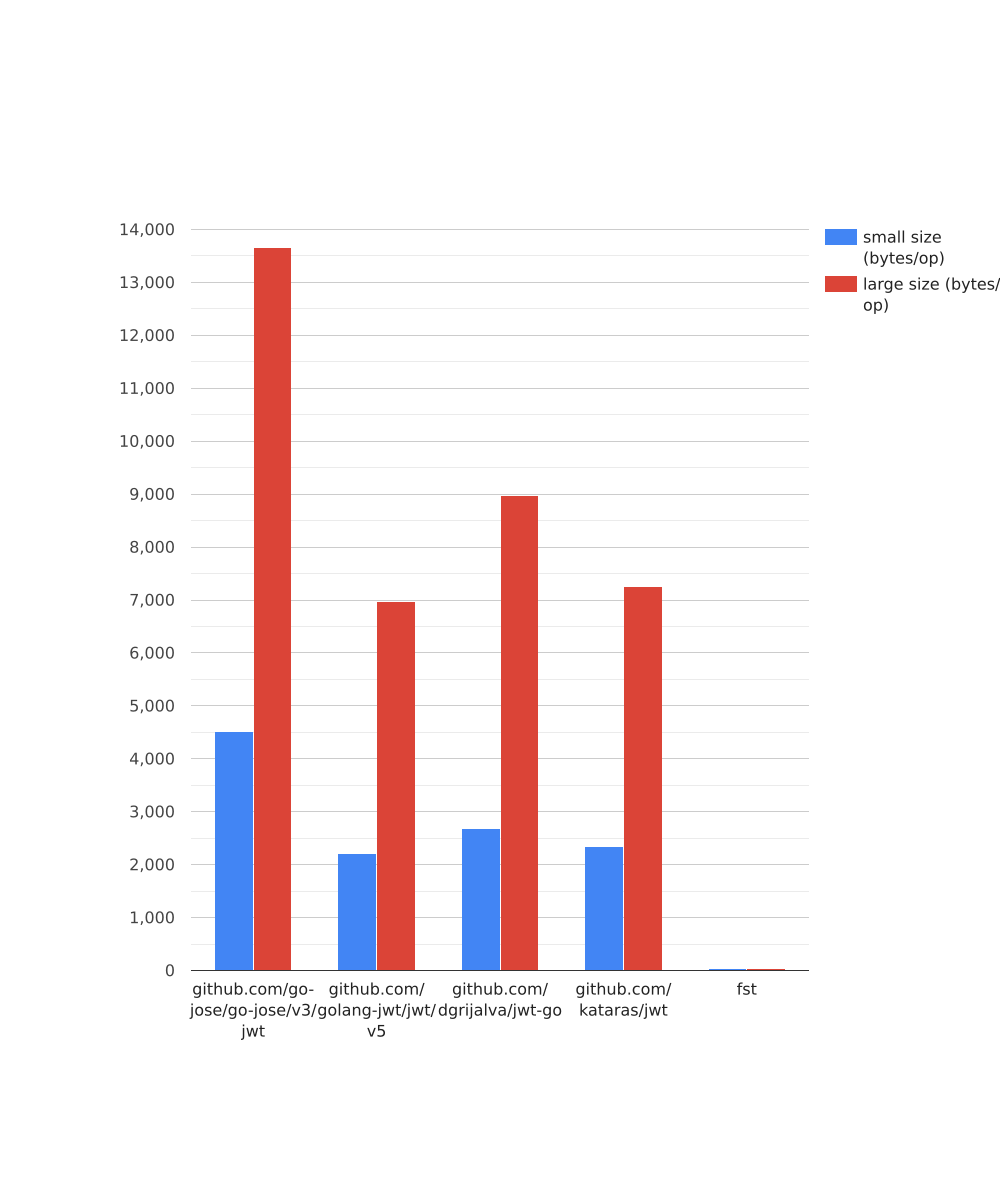 14,000
13,000
12,000
11,000
10,000
9,000
8,000
7,000
6,000
5,000
4,000
3,000
2,000
1,000
0
small size
(bytes/op)
large size (bytes/
op)
github.com/go-
jose/go-jose/v3/
jwt
github.com/
golang-jwt/jwt/
v5
github.com/
dgrijalva/jwt-go
github.com/
kataras/jwt
fst